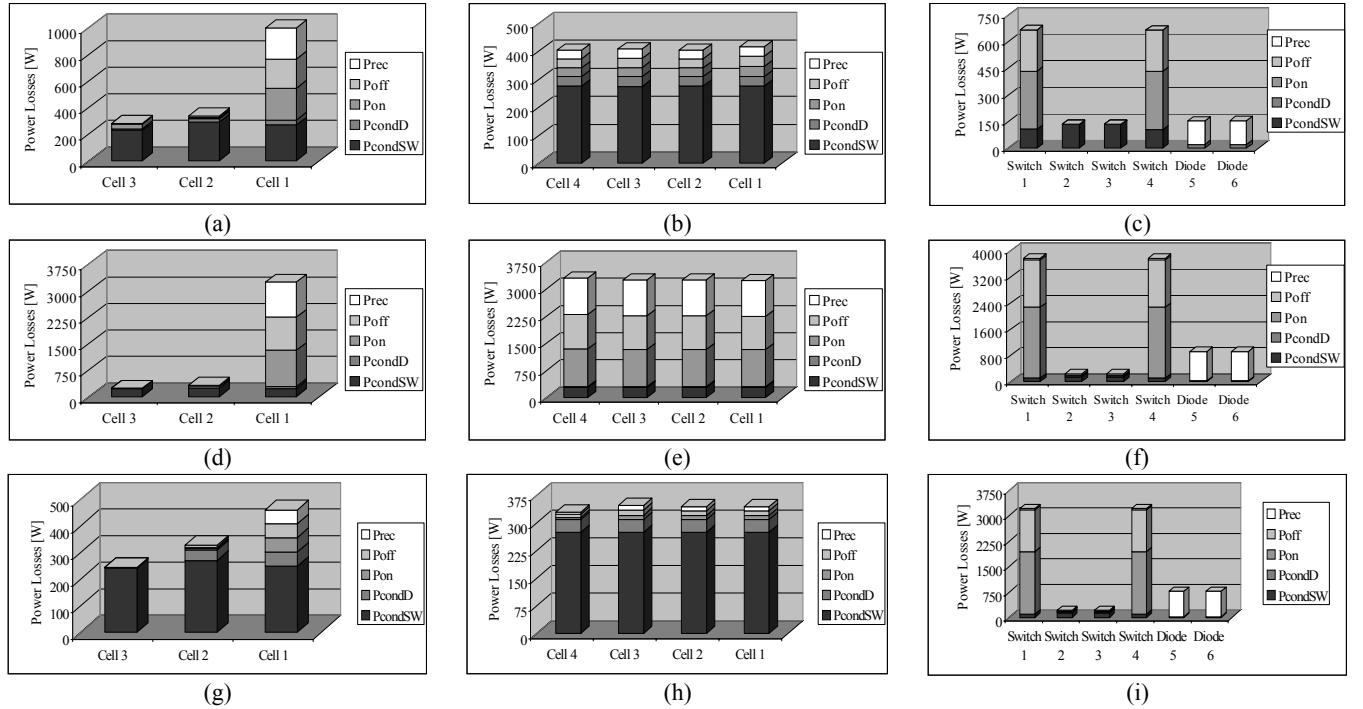 Power Losses [W]
1000
800
600
400
200
0
Cell 3 Cell 2 Cell 1
Prec
Poff
Pon
PcondD
PcondSW
(a)
Power Losses [W]
500
400
300
200
100
0
Cell 4 Cell 3 Cell 2 Cell 1
Prec
Poff
Pon
PcondD
PcondSW
(b)
Power Losses [W]
750
600
450
300
150
0
Switch Switch Switch Switch Diode Diode
1 2 3 4 5 6
Prec
Poff
Pon
PcondD
PcondSW
(c)
Power Losses [W]
3750
3000
2250
1500
750
0
Cell 3 Cell 2 Cell 1
Prec
Poff
Pon
PcondD
PcondSW
(d)
Power Losses [W]
3750
3000
2250
1500
750
0
Cell 4 Cell 3 Cell 2 Cell 1
Prec
Poff
Pon
PconD
PcondSW
(e)
Power Losses [W]
4000
3200
2400
1600
800
0
Switch Switch Switch Switch Diode Diode
1 2 3 4 5 6
Prec
Poff
Pon
PcondD
PcondSW
(f)
Power Losses [W]
500
400
300
200
100
0
Cell 3 Cell 2 Cell 1
Prec
Poff
Pon
PcondD
PcondSW
(g)
Power Losses [W]
375
300
225
150
75
0
Cell 4 Cell 3 Cell 2 Cell 1
Prec
Poff
Pon
PcondD
PcondSW
(h)
Power Losses [W]
3750
3000
2250
1500
750
0
Switch Switch Switch Switch Diode Diode
1 2 3 4 5 6
Prec
Poff
Pon
PcondD
PcondSW
(i)